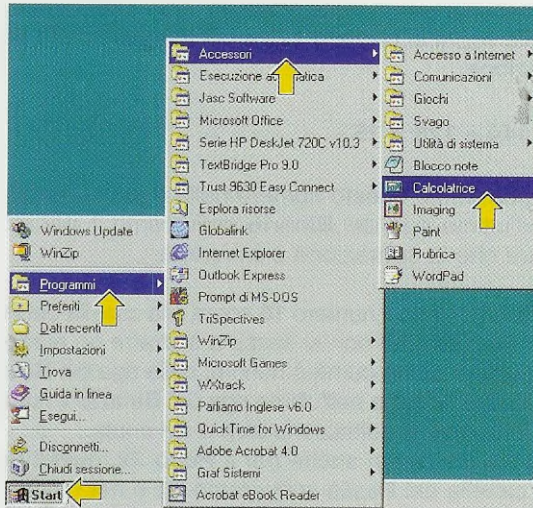 Windows Update
WinZip
Programmi
Preferiti
Dati recenti
Impostazioni
Trova
Guida in linea
Esegui...
Disconnetti...
Chiudi sessione...
Start
Accessori
Esecuzione automatica
Jasc Software
Microsoft Office
Serie HP DeskJet 720C v10.3
TextBridge Pro 9.0
Trust 9630 Easy Connect
Esplora risorse
Globalink
Internet Explorer
Outlook Express
Prompt di MS-DOS
TriSpectives
WinZip
Microsoft Games
WXtrack
Parliamo Inglese v6.0
QuickTime for Windows
Adobe Acrobat 4.0
Graf Sistemi
Acrobat eBook Reader
Accesso a Internet
Comunicazioni
Giochi
Svago
Utilità di sistema
Blocco note
Calcolatrice
Imaging
Paint
Rubrica
WordPad